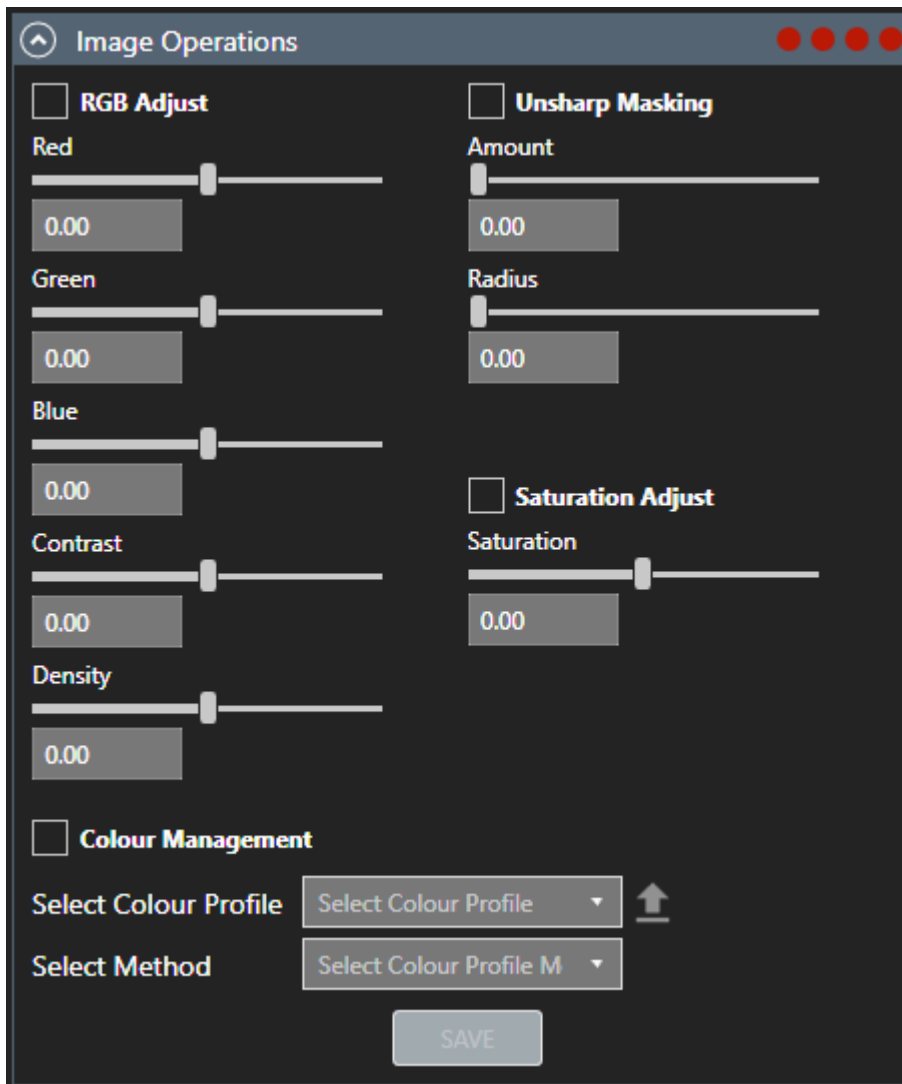 Image Operations
RGB Adjust
Red
0.00
Green
0.00
Blue
0.00
Contrast
0.00
Density
0.00
Unsharp Masking
Amount
0.00
Radius
0.00
Saturation Adjust
Saturation
0.00
Colour Management
Select Colour Profile Select Colour Profile
Select Method Select Colour Profile M
SAVE